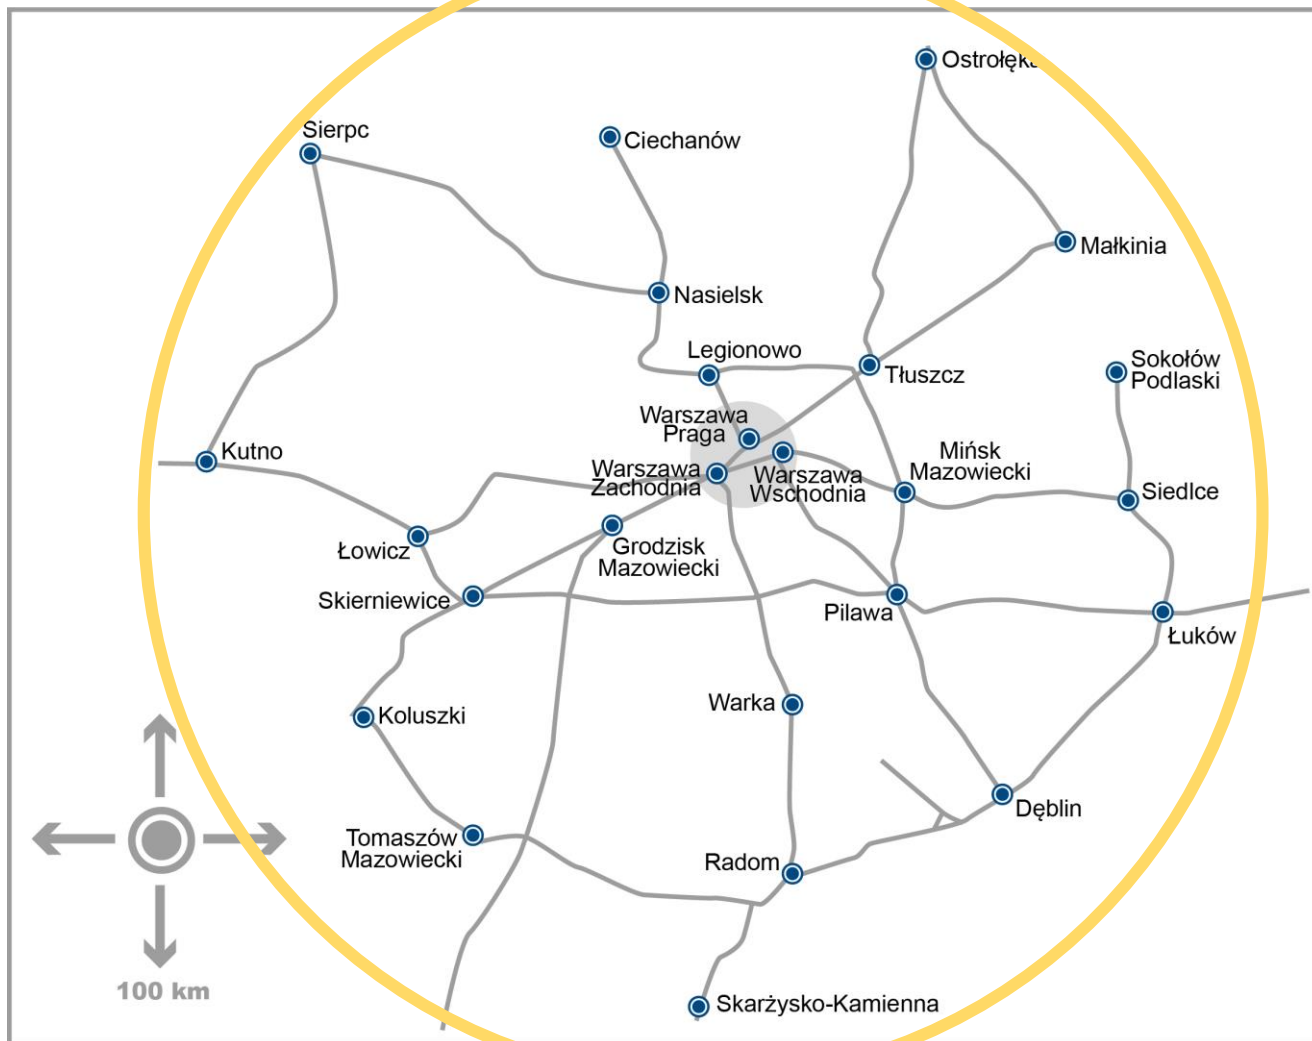 Ostrołęka
Sierpc
Ciechanów
Małkinia
Nasielsk
Legionowo
Tłuszcz
Sokołów
Podlaski
Warszawa
Praga
Kutno
Warszawa
Zachodnia
Warszawa
Wschodnia
Mińsk
Mazowiecki
Siedlce
Łowicz
Grodzisk
Mazowiecki
Skierniewice
Pilawa
Łuków
Warka
Koluszki
Dęblin
Tomaszów
Mazowiecki
Radom
100 km
Skarżysko-Kamienna